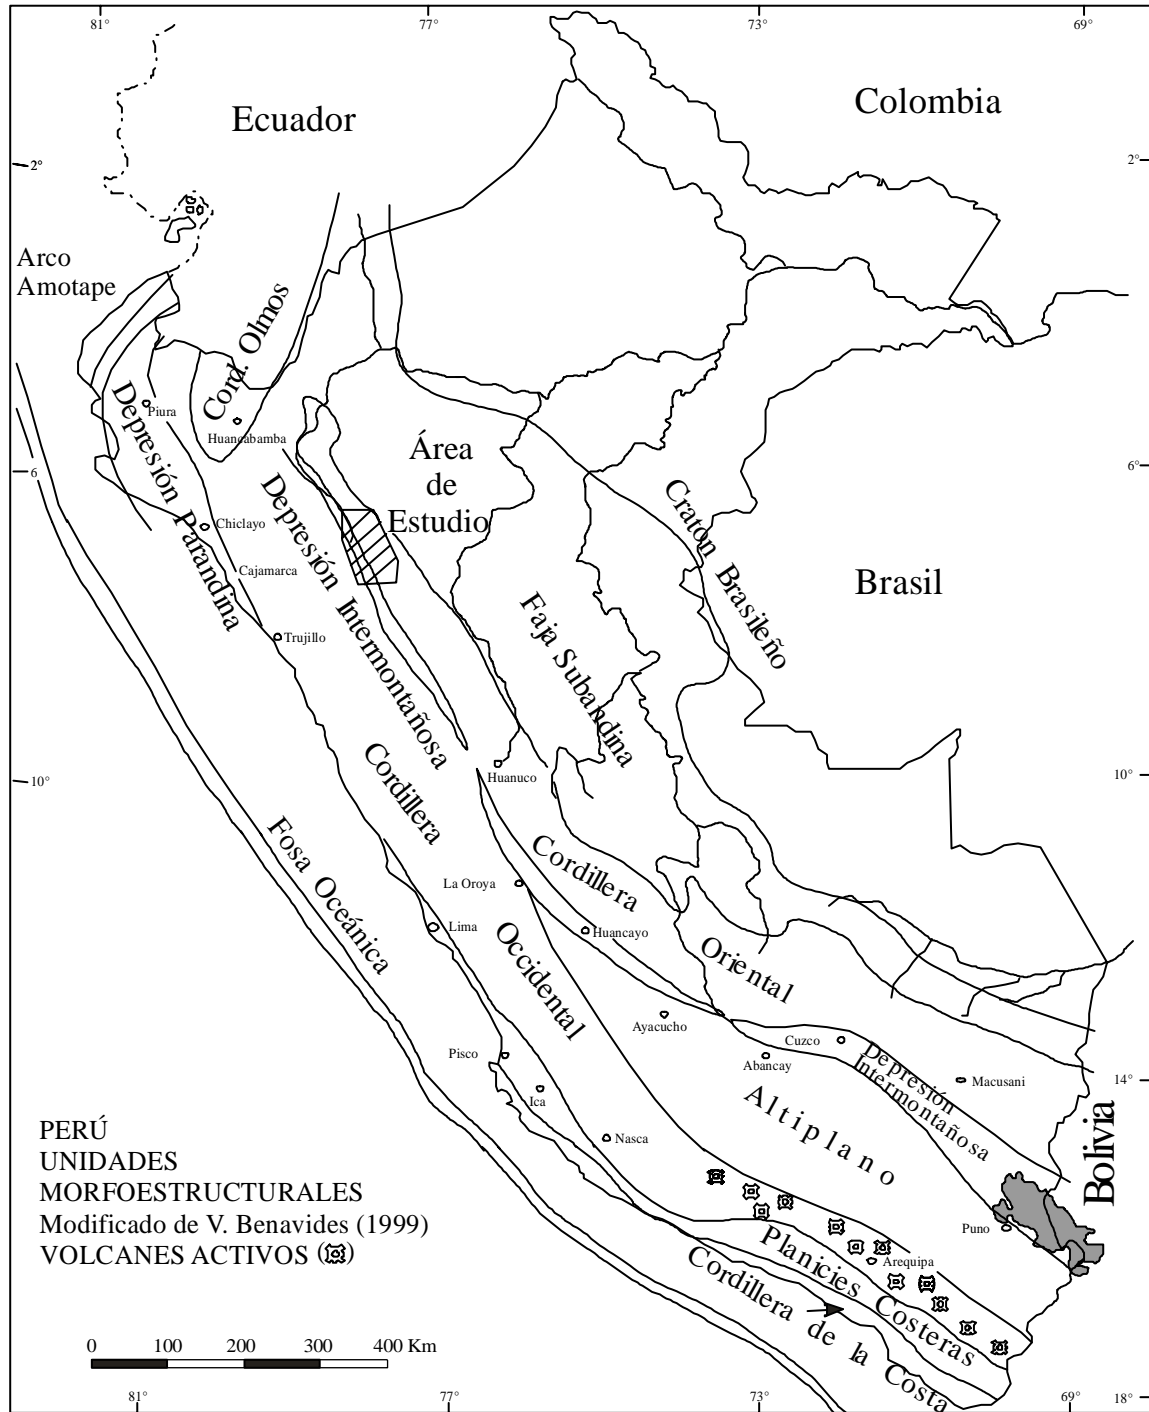 81°
77°
73°
69°
Colombia
Ecuador
2°
2°
Arco
Amotape
Cord. Olmos
Depresión Parandina
Piura
Huancabamba
Área
de
Estudio
6
6°
Depresión Intermontañosa
Craton Brasileño
Chiclayo
Cajamarca
Brasil
Faja Subandina
Trujillo
Cordillera
Occidental
Huanuco
10°
10°
Fosa Oceánica
Cordillera
Oriental
La Oroya
Lima
Huancayo
Ayacucho
Cuzco
Abancay
Depresión
Intermontañosa
Macusani
Pisco
Ica
14°
Altiplano
Bolivia
Nasca
PERÚ
UNIDADES
MORFOESTRUCTURALES
Modificado de V. Benavides (1999)
VOLCANES ACTIVOS ( )
Puno
Arequipa
Planicies Costeras
Cordillera de la Costa
0 100 200 300 400 Km
81°
77°
73°
69°
18°